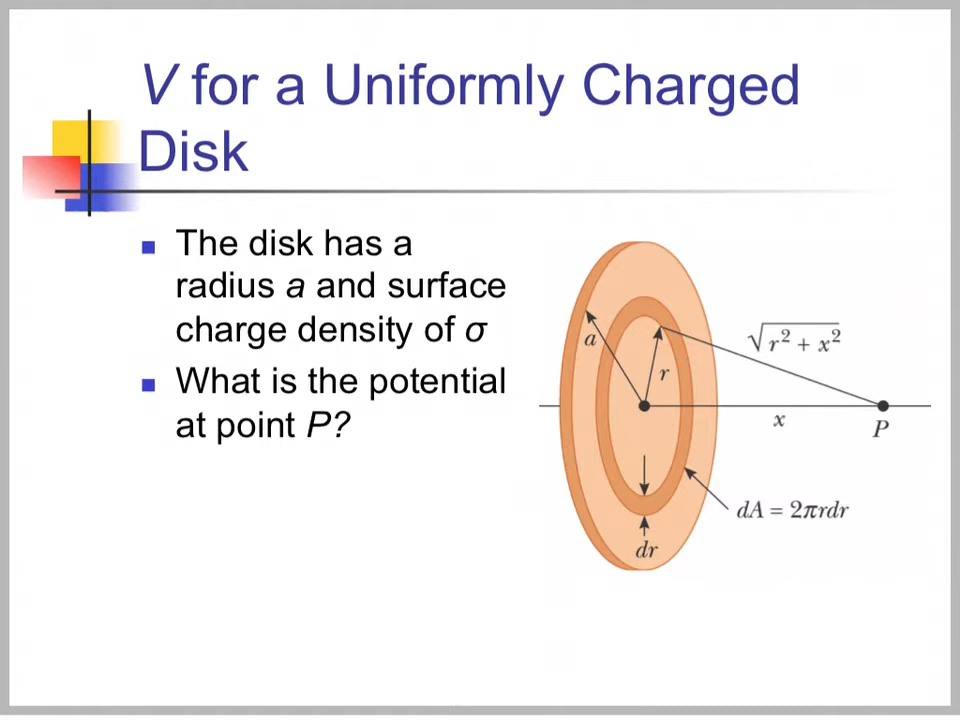 V for a Uniformly Charged
Disk
The disk has a
radius a and surface
charge density of σ
What is the potential
at point P?
a
r
√r² + x²
x
P
dA = 2πrdr
dr